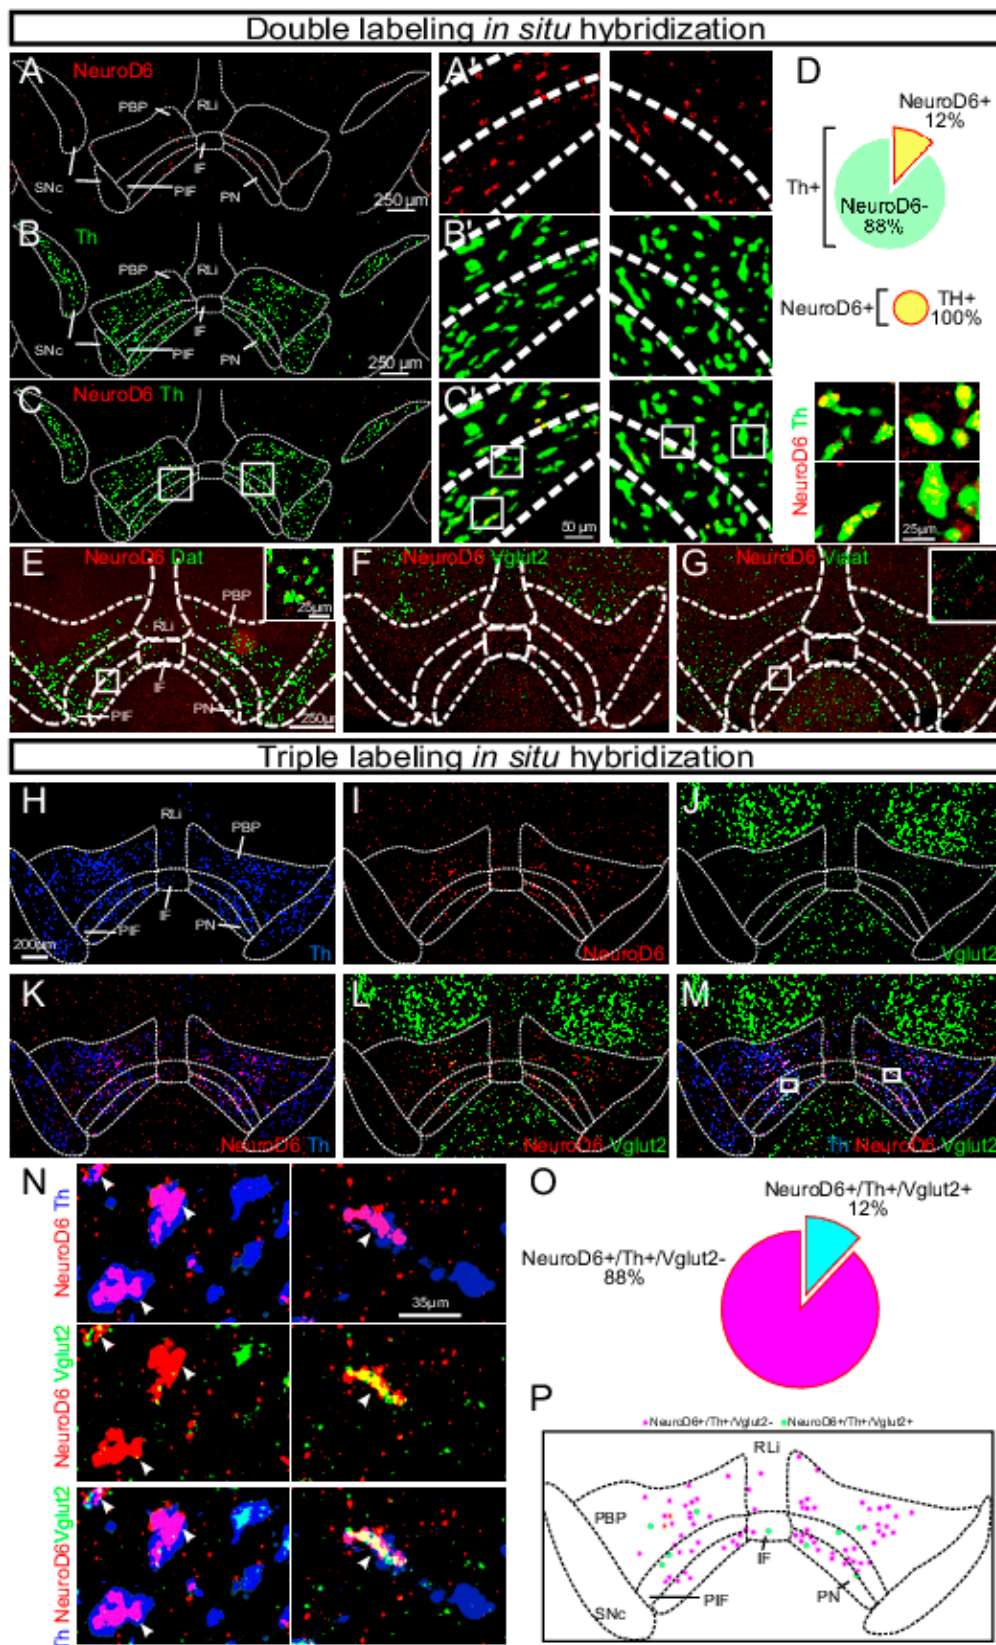 Double labeling in situ hybridization
A NeuroD6
PBP
RLi
IF
SNc
PIF
PN
250 µm
A'
D
NeuroD6+
12%
Th+
NeuroD6-
88%
NeuroD6+
TH+
100%
B Th
PBP
RLi
IF
SNc
PIF
PN
250 µm
B'
C NeuroD6 Th
C'
50 µm
NeuroD6 Th
25µm
E NeuroD6 Dat
25µm
PBP
RLi
IF
PIF
PN
250µm
F NeuroD6 Vglut2
G NeuroD6 Viaat
Triple labeling in situ hybridization
H
RLi
PBP
IF
PIF
PN
200µm
Th
I
NeuroD6
J
Vglut2
K
NeuroD6 Th
L
NeuroD6 Vglut2
M
Th NeuroD6 Vglut2
N
NeuroD6 Th
35µm
NeuroD6 Vglut2
Th NeuroD6 Vglut2
O
NeuroD6+/Th+/Vglut2+
12%
NeuroD6+/Th+/Vglut2-
88%
P
NeuroD6+/Th+/Vglut2- NeuroD6+/Th+/Vglut2+
RLi
PBP
IF
SNc
PIF
PN